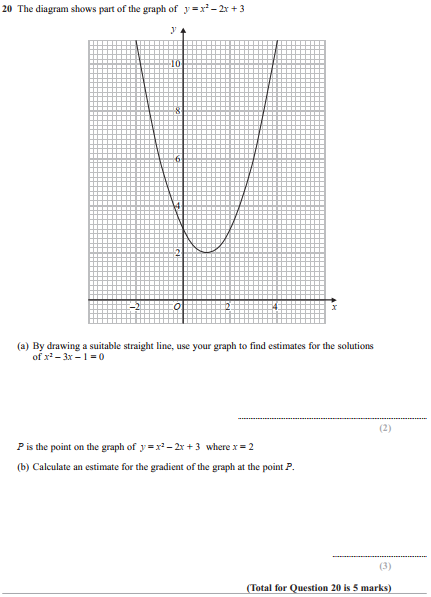 20 The diagram shows part of the graph of y = x² – 2x + 3
y
10
8
6
4
2
–2 O 2 4 x
(a) By drawing a suitable straight line, use your graph to find estimates for the solutions
of x² – 3x – 1 = 0
(2)
P is the point on the graph of y = x² – 2x + 3 where x = 2
(b) Calculate an estimate for the gradient of the graph at the point P.
(3)
(Total for Question 20 is 5 marks)